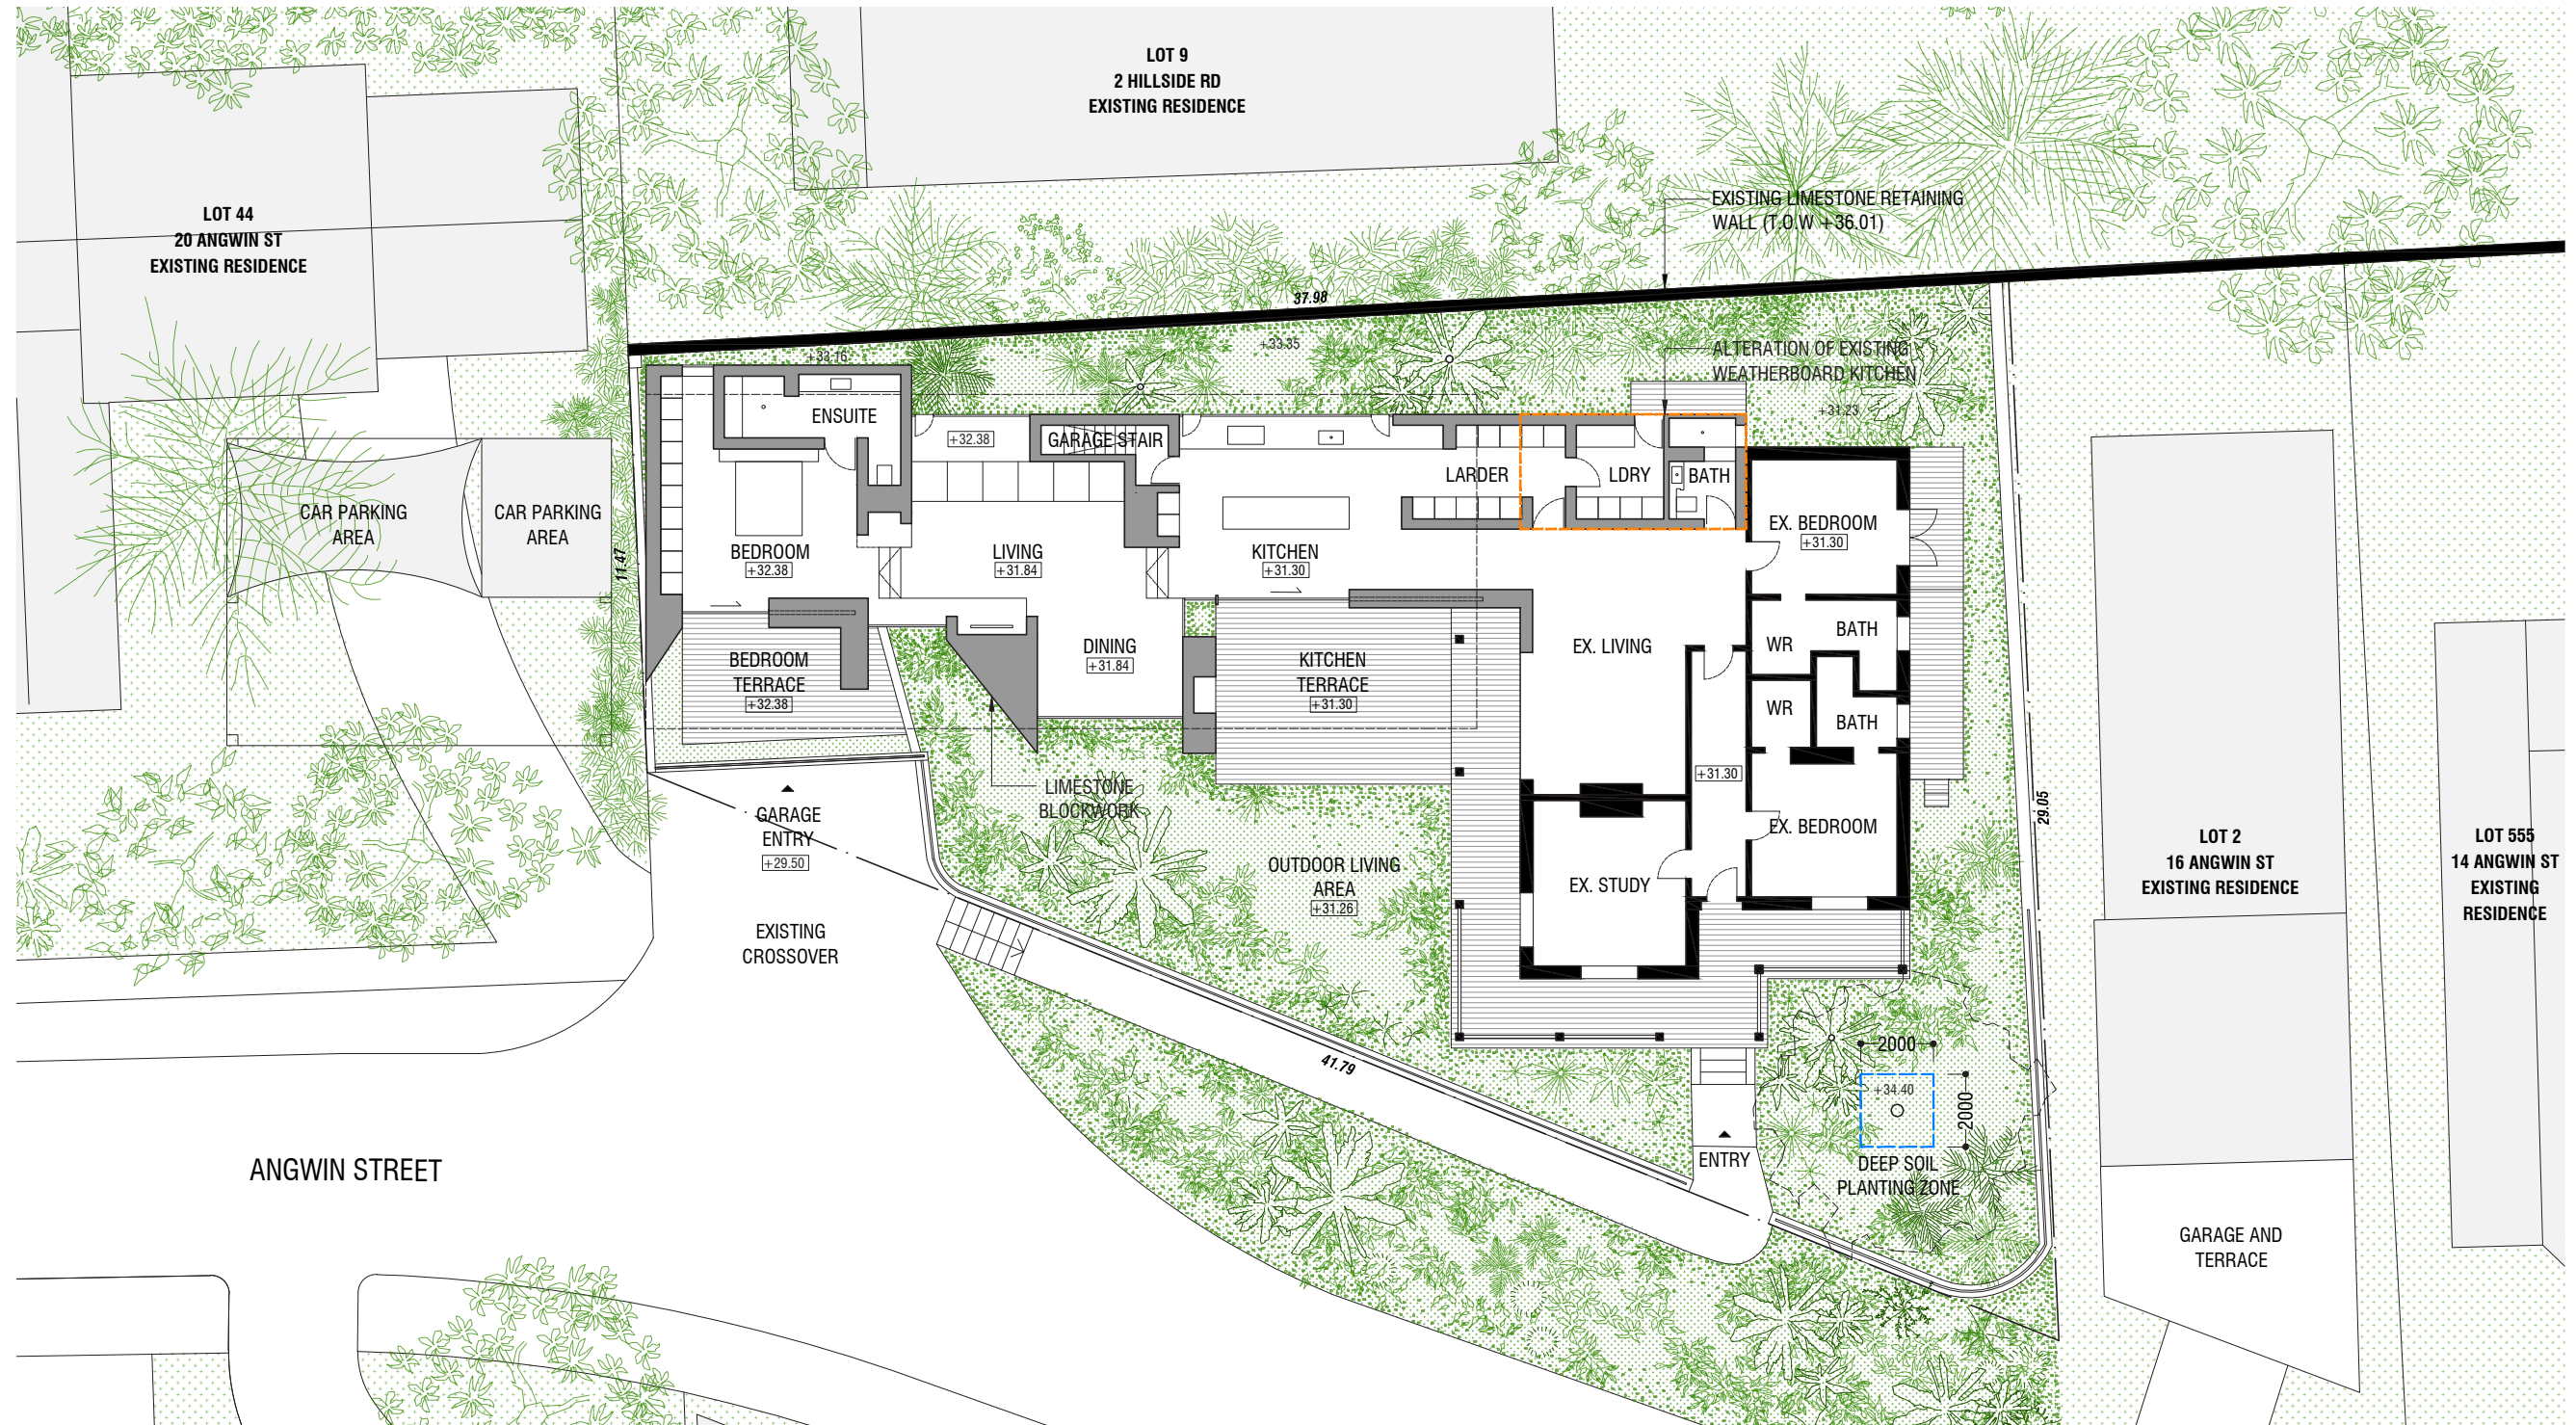 LOT 9
2 HILLSIDE RD
EXISTING RESIDENCE
LOT 44
20 ANGWIN ST
EXISTING RESIDENCE
EXISTING LIMESTONE RETAINING
WALL (T.O.W +36.01)
37.98
+33.16
+33.35
ALTERATION OF EXISTING
WEATHERBOARD KITCHEN
+31.23
ENSUITE
+32.38
GARAGE STAIR
LARDER
LDRY
BATH
CAR PARKING
AREA
CAR PARKING
AREA
11.47
BEDROOM
+32.38
LIVING
+31.84
KITCHEN
+31.30
EX. BEDROOM
+31.30
BEDROOM
TERRACE
+32.38
DINING
+31.84
KITCHEN
TERRACE
+31.30
EX. LIVING
WR
BATH
WR
BATH
LIMESTONE
BLOCKWORK
+31.30
GARAGE
ENTRY
+29.50
EX. BEDROOM
29.05
OUTDOOR LIVING
AREA
+31.26
EX. STUDY
LOT 2
16 ANGWIN ST
EXISTING RESIDENCE
LOT 555
14 ANGWIN ST
EXISTING
RESIDENCE
EXISTING
CROSSOVER
41.79
2000
+34.40
2000
ANGWIN STREET
ENTRY
DEEP SOIL
PLANTING ZONE
GARAGE AND
TERRACE